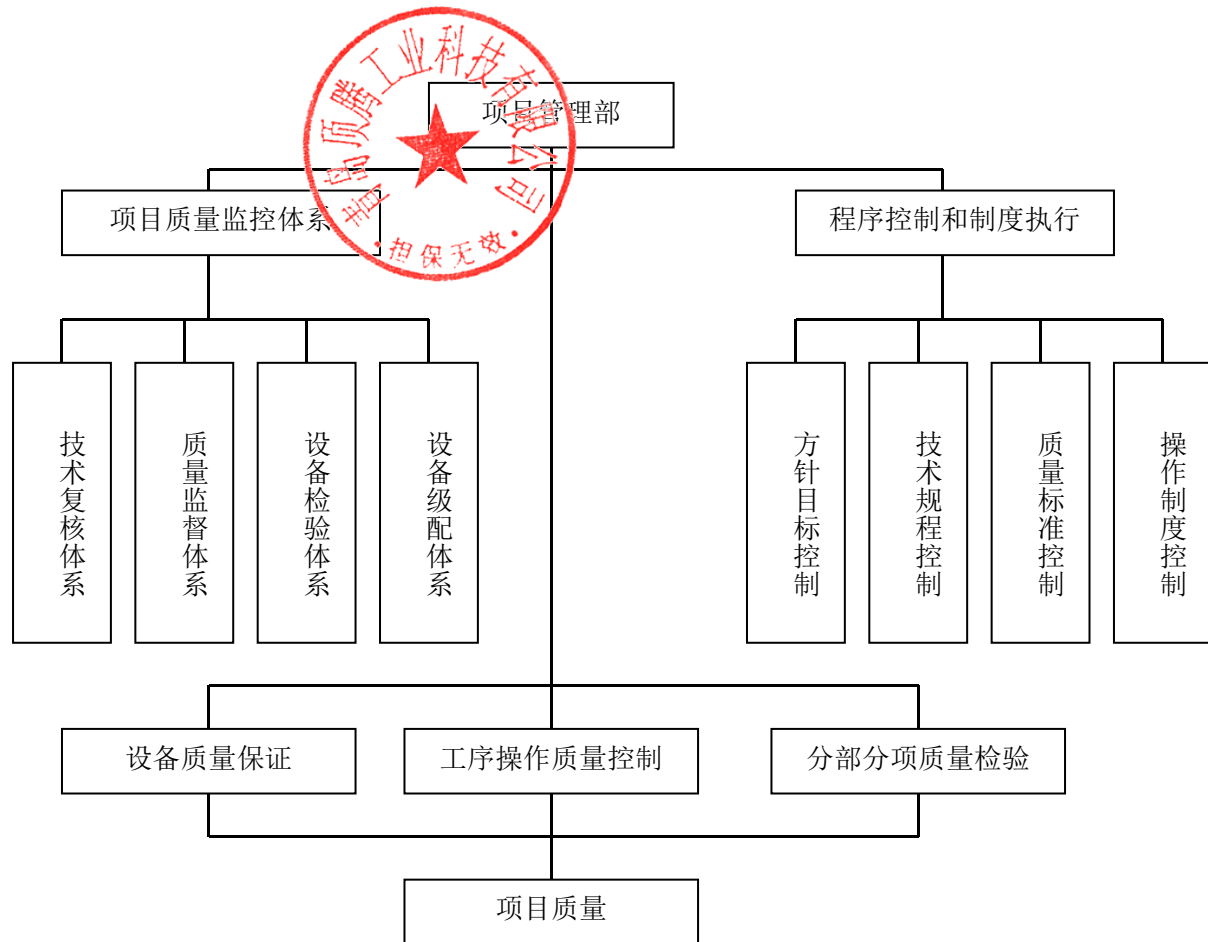 青岛顶腾工业科技有限公司
项目管理部
项目质量监控体系
程序控制和制度执行
·担保无效·
技术复核体系
质量监督体系
设备检验体系
设备级配体系
方针目标控制
技术规程控制
质量标准控制
操作制度控制
设备质量保证
工序操作质量控制
分部分项质量检验
项目质量